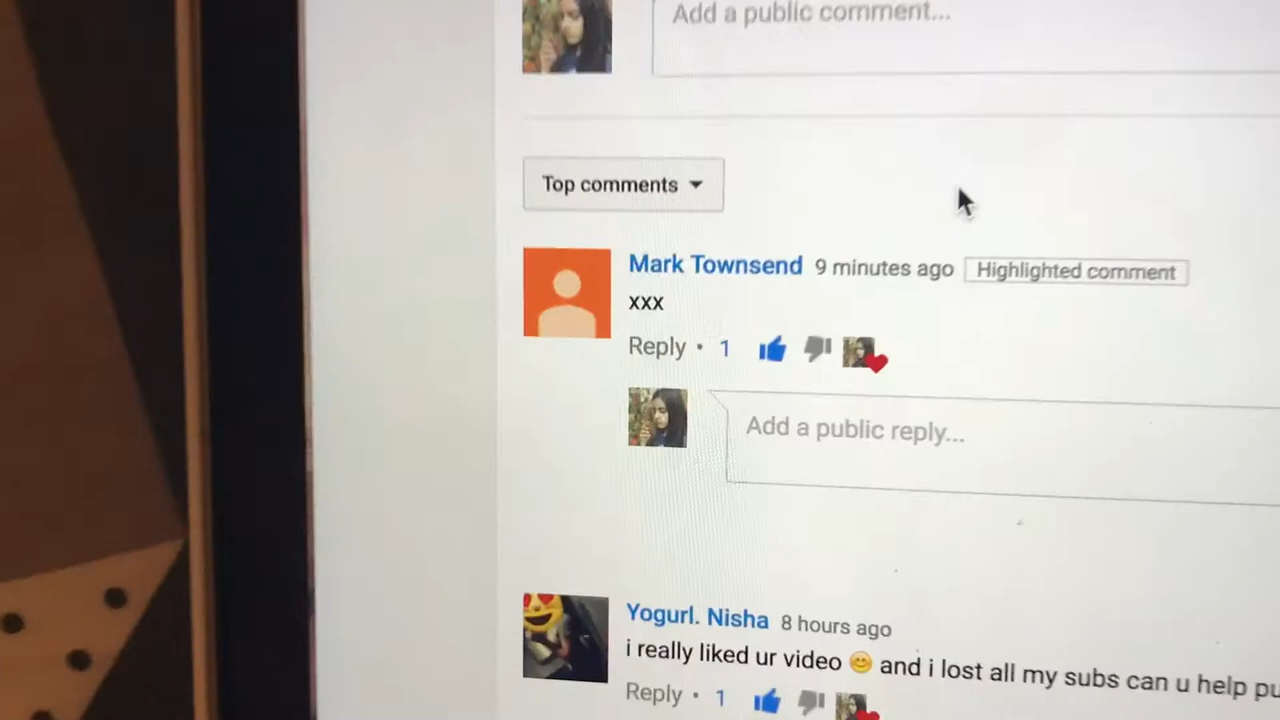 Add a public comment...
Top comments
Mark Townsend 9 minutes ago Highlighted comment
xxx
Reply • 1
Add a public reply...
Yogurl. Nisha 8 hours ago
i really liked ur video 😊 and i lost all my subs can u help
Reply • 1